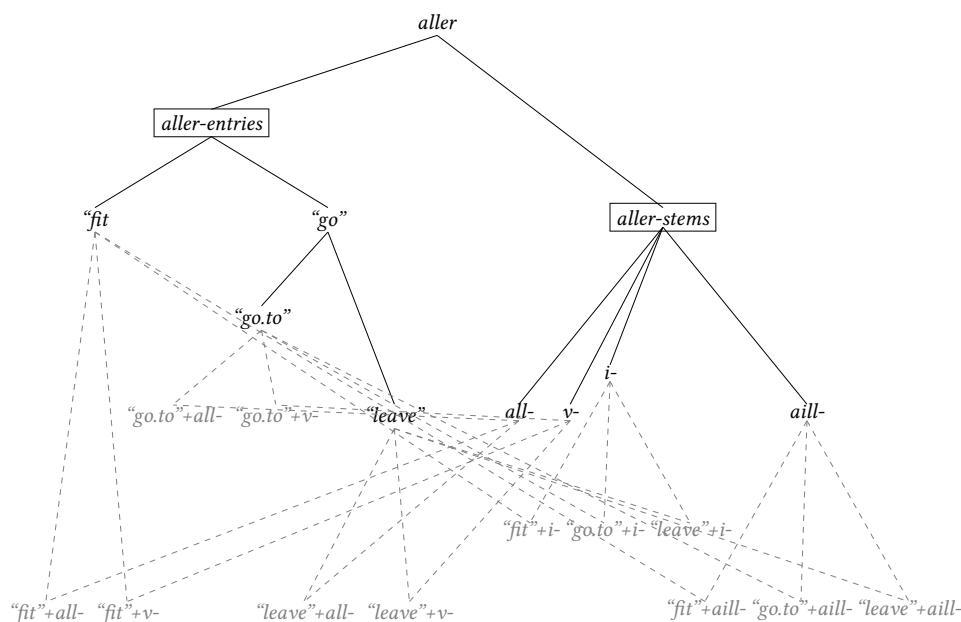 aller
aller-entries
“fit
“go”
aller-stems
“go.to”
i-
“go.to”+all-
“go.to”+v-
“leave”
all-
v-
aill-
“fit”+i-
“go.to”+i-
“leave”+i-
“fit”+all-
“fit”+v-
“leave”+all-
“leave”+v-
“fit”+aill-
“go.to”+aill-
“leave”+aill-